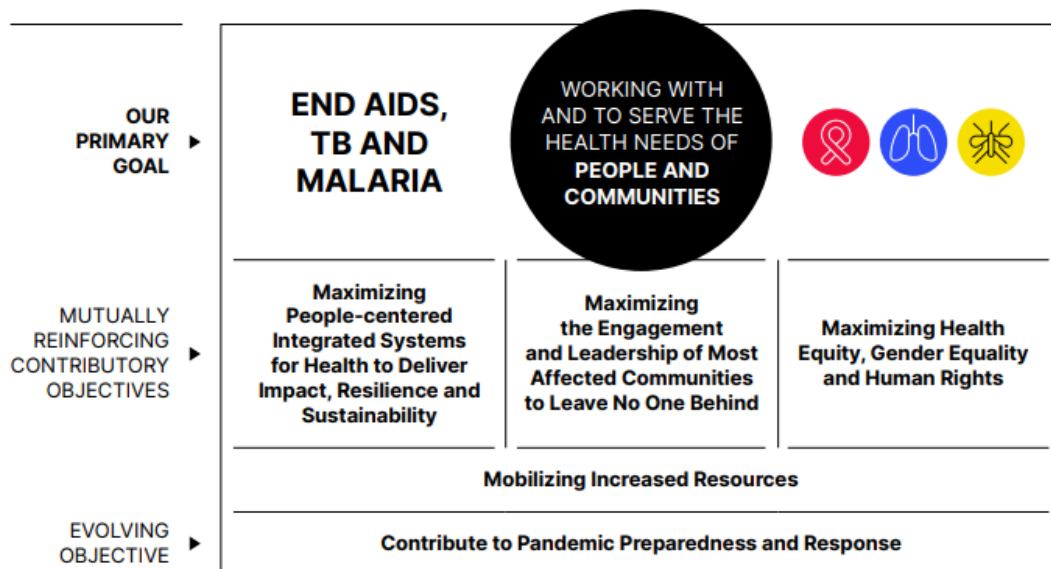 OUR
PRIMARY
GOAL
END AIDS,
TB AND
MALARIA
WORKING WITH
AND TO SERVE THE
HEALTH NEEDS OF
PEOPLE AND
COMMUNITIES
MUTUALLY
REINFORCING
CONTRIBUTORY
OBJECTIVES
Maximizing
People-centered
Integrated Systems
for Health to Deliver
Impact, Resilience and
Sustainability
Maximizing
the Engagement
and Leadership of Most
Affected Communities
to Leave No One Behind
Maximizing Health
Equity, Gender Equality
and Human Rights
Mobilizing Increased Resources
EVOLVING
OBJECTIVE
Contribute to Pandemic Preparedness and Response